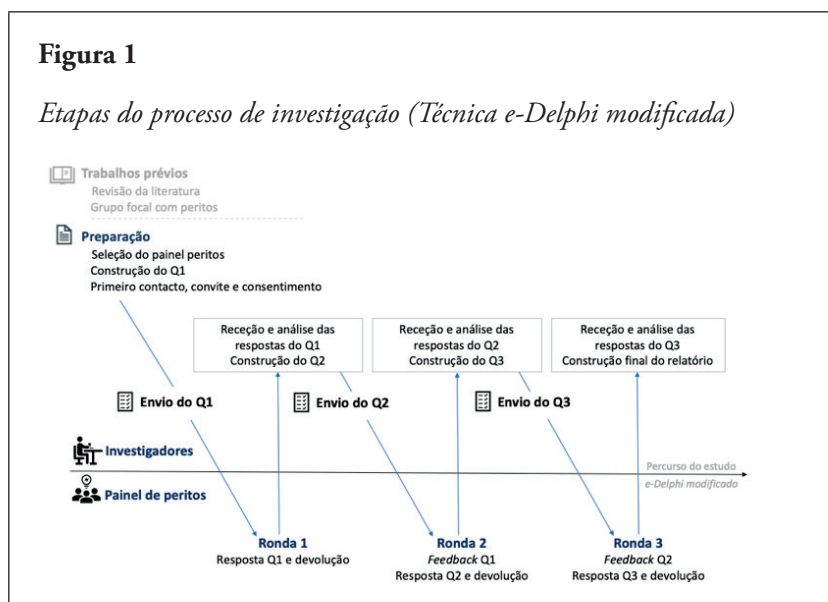 Figura 1
Etapas do processo de investigação (Técnica e-Delphi modificada)
Trabalhos prévios
Revisão da literatura
Grupo focal com peritos
Preparação
Seleção do painel peritos
Construção do Q1
Primeiro contacto, convite e consentimento
Receção e análise das
respostas do Q1
Construção do Q2
Receção e análise das
respostas do Q2
Construção do Q3
Receção e análise das
respostas do Q3
Construção final do relatório
Envio do Q1
Envio do Q2
Envio do Q3
Investigadores
Percurso do estudo
Painel de peritos
e-Delphi modificado
Ronda 1
Resposta Q1 e devolução
Ronda 2
Feedback Q1
Resposta Q2 e devolução
Ronda 3
Feedback Q2
Resposta Q3 e devolução